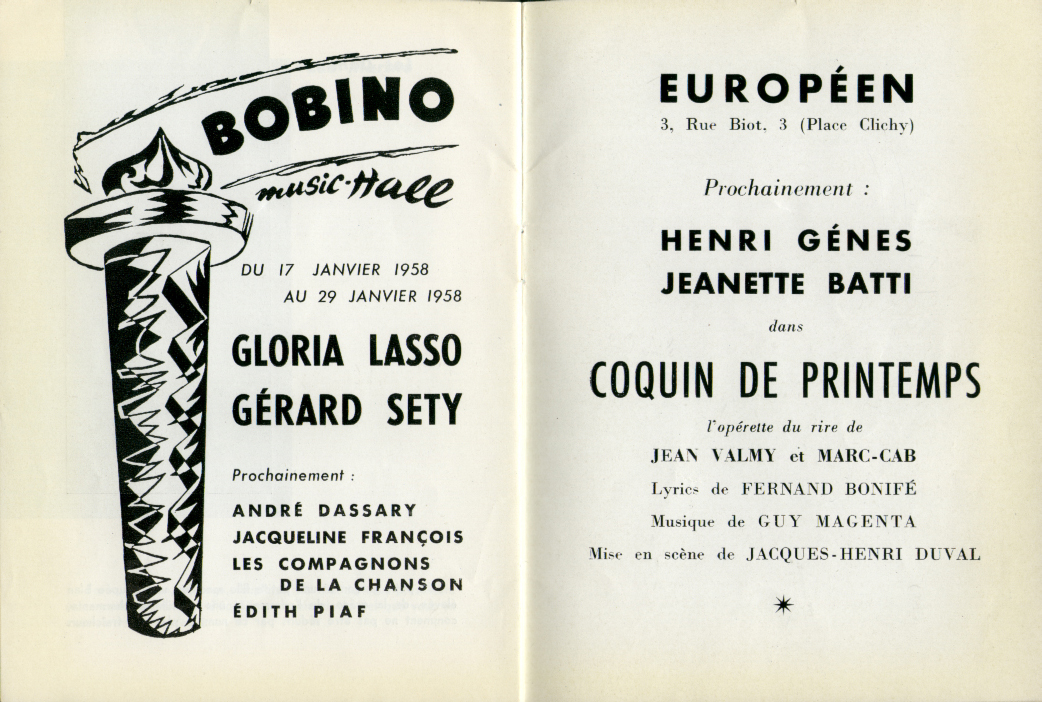 BOBINO
music-Hall
DU 17 JANVIER 1958
AU 29 JANVIER 1958
GLORIA LASSO
GÉRARD SETY
Prochainement :
ANDRÉ DASSARY
JACQUELINE FRANÇOIS
LES COMPAGNONS
DE LA CHANSON
ÉDITH PIAF
EUROPÉEN
3, Rue Biot, 3 (Place Clichy)
Prochainement :
HENRI GÉNES
JEANETTE BATTI
dans
COQUIN DE PRINTEMPS
l'opérette du rire de
JEAN VALMY et MARC-CAB
Lyrics de FERNAND BONIFÉ
Musique de GUY MAGENTA
Mise en scène de JACQUES-HENRI DUVAL